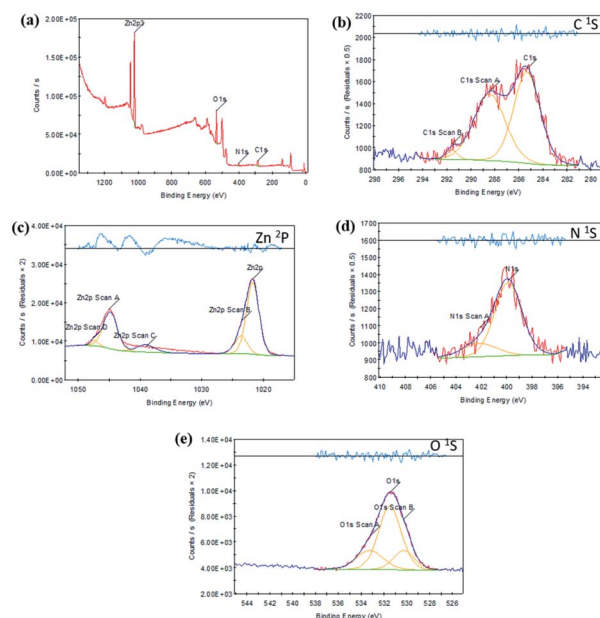 (a)
Counts / s
2.00E+05
1.50E+05
1.00E+05
5.00E+04
0.00E+00
Zn2p3
O1s
N1s
C1s
1200
1000
800
600
400
200
0
Binding Energy (eV)
(b)
C ¹S
Counts / s (Residuals × 0.5)
2200
2000
1800
1600
1400
1200
1000
800
C1s
C1s Scan A
C1s Scan B
298
296
294
292
290
288
286
284
282
280
Binding Energy (eV)
(c)
Zn ²P
Counts / s (Residuals × 2)
4.00E+04
3.00E+04
2.00E+04
1.00E+04
0.00E+00
Zn2p
Zn2p Scan A
Zn2p Scan B
Zn2p Scan D
Zn2p Scan C
1050
1040
1030
1020
Binding Energy (eV)
(d)
N ¹S
Counts / s (Residuals × 0.5)
1700
1600
1500
1400
1300
1200
1100
1000
900
800
N1s
N1s Scan A
410
408
406
404
402
400
398
396
394
Binding Energy (eV)
(e)
O ¹S
Counts / s (Residuals × 2)
1.40E+04
1.20E+04
1.00E+04
8.00E+03
6.00E+03
4.00E+03
2.00E+03
O1s
O1s Scan B
O1s Scan A
544
542
540
538
536
534
532
530
528
526
Binding Energy (eV)